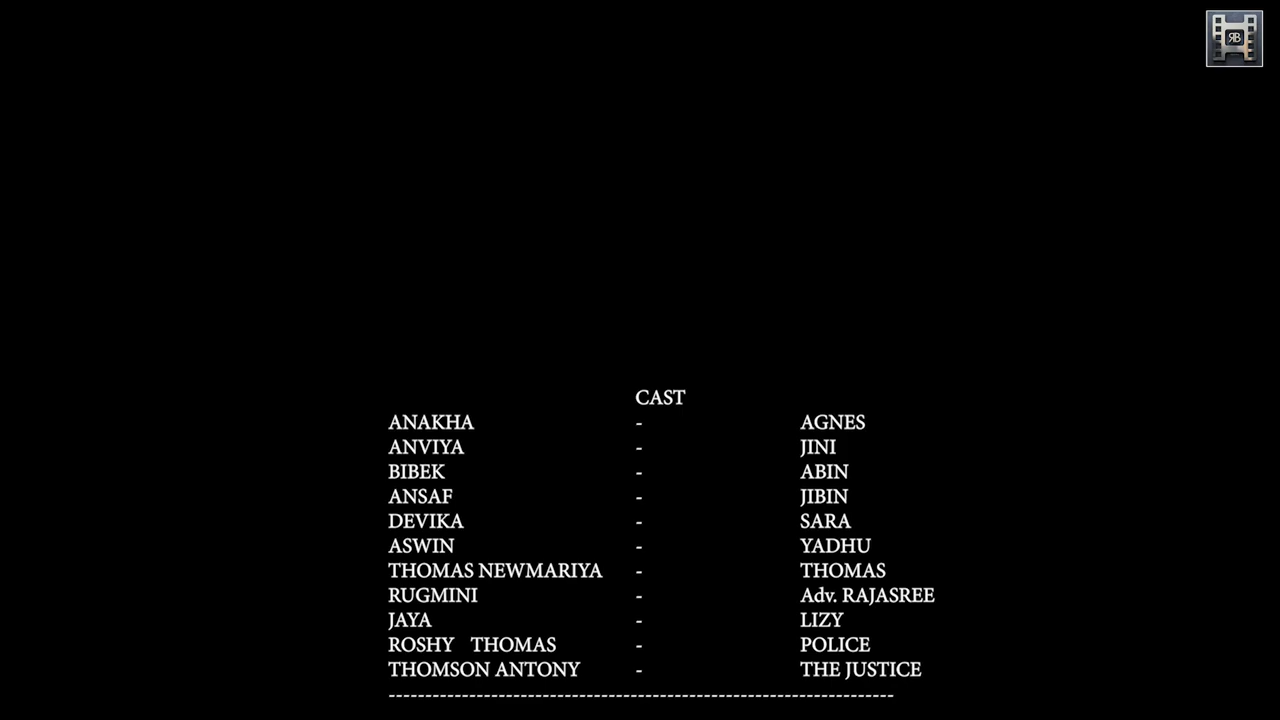 RB
CAST
ANAKHA - AGNES
ANVIYA - JINI
BIBEK - ABIN
ANSAF - JIBIN
DEVIKA - SARA
ASWIN - YADHU
THOMAS NEWMARIYA - THOMAS
RUGMINI - Adv. RAJASREE
JAYA - LIZY
ROSHY THOMAS - POLICE
THOMSON ANTONY - THE JUSTICE
--------------------------------------------------------------------